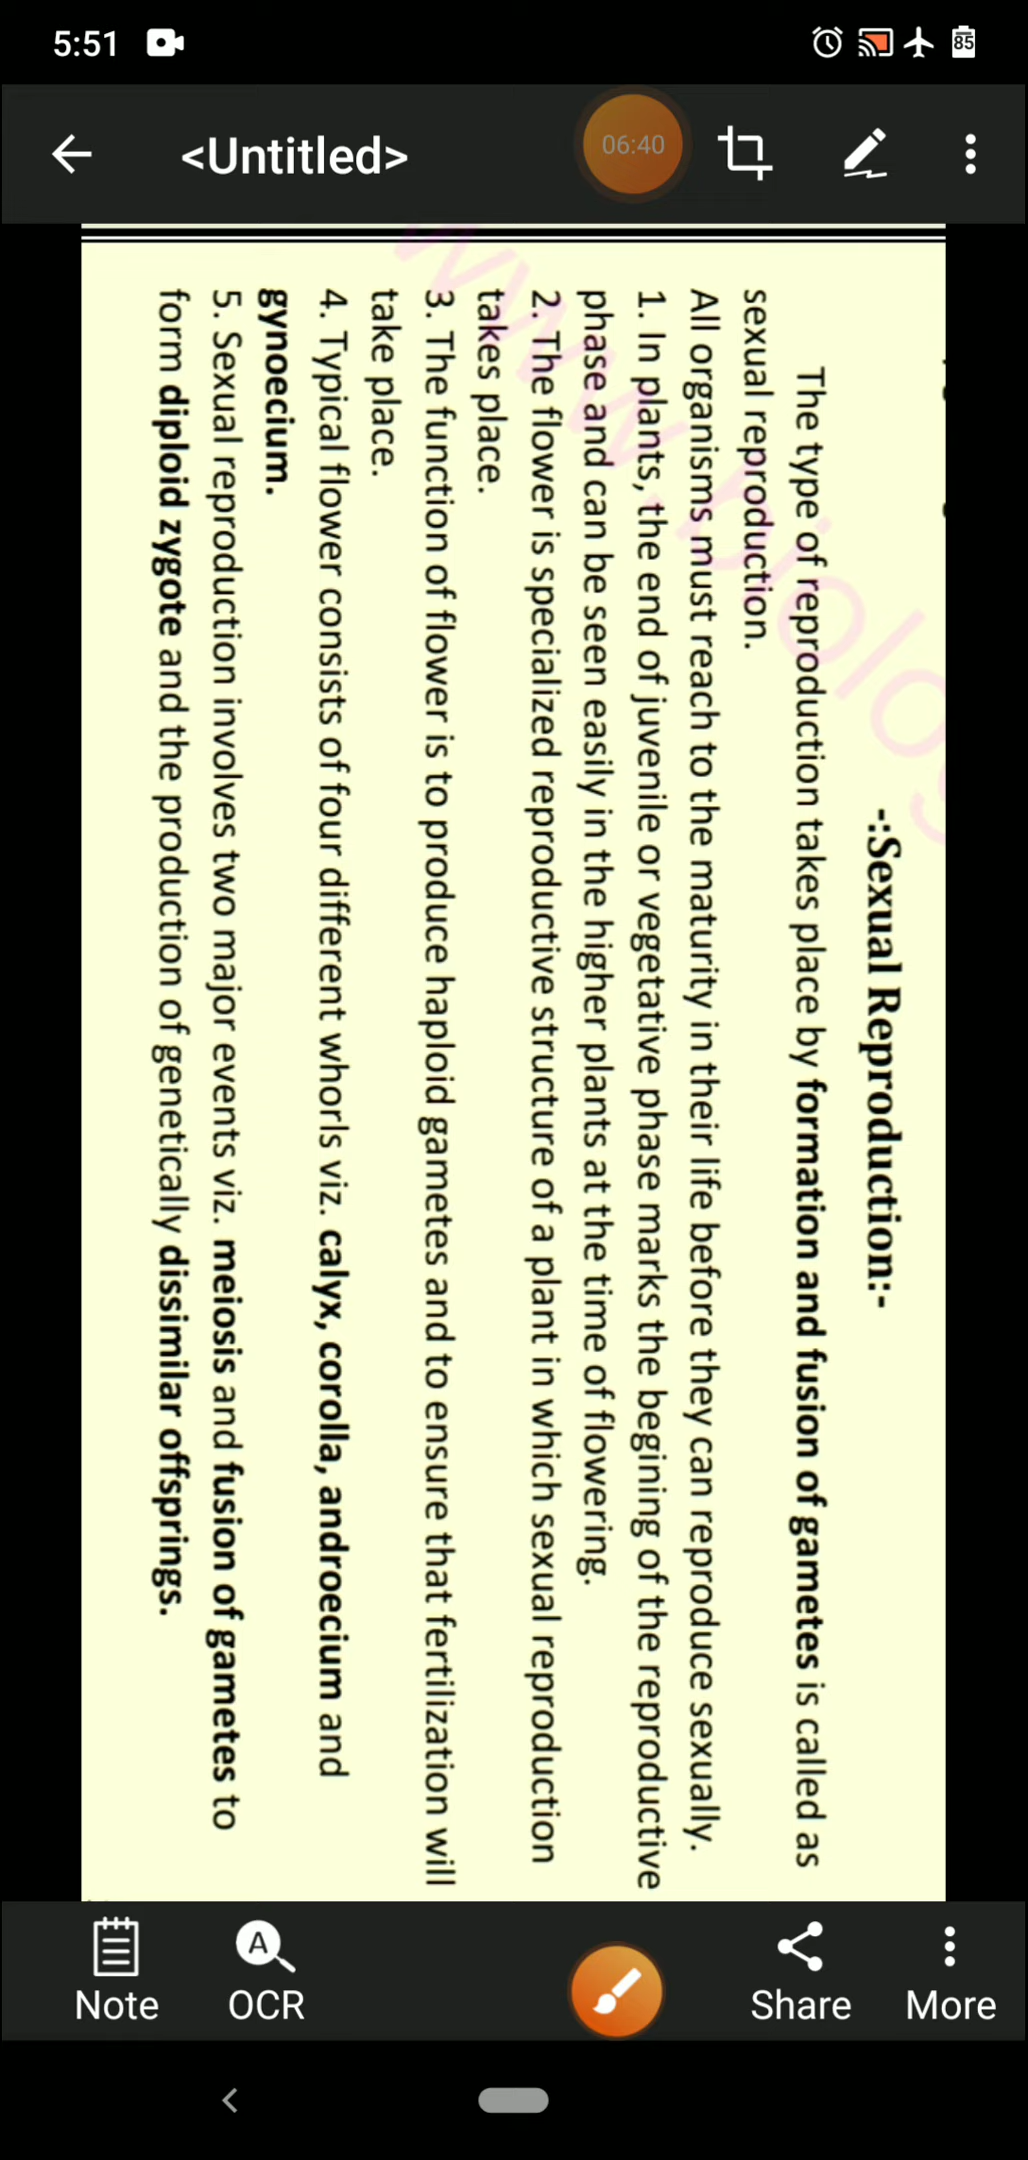 5:51
85
<Untitled>
06:40
-:Sexual Reproduction:-
The type of reproduction takes place by formation and fusion of gametes is called as
sexual reproduction.
All organisms must reach to the maturity in their life before they can reproduce sexually.
1. In plants, the end of juvenile or vegetative phase marks the begining of the reproductive
phase and can be seen easily in the higher plants at the time of flowering.
2. The flower is specialized reproductive structure of a plant in which sexual reproduction
takes place.
3. The function of flower is to produce haploid gametes and to ensure that fertilization will
take place.
4. Typical flower consists of four different whorls viz. calyx, corolla, androecium and
gynoecium.
5. Sexual reproduction involves two major events viz. meiosis and fusion of gametes to
form diploid zygote and the production of genetically dissimilar offsprings.
www.biolog
Note
A
OCR
Share
More